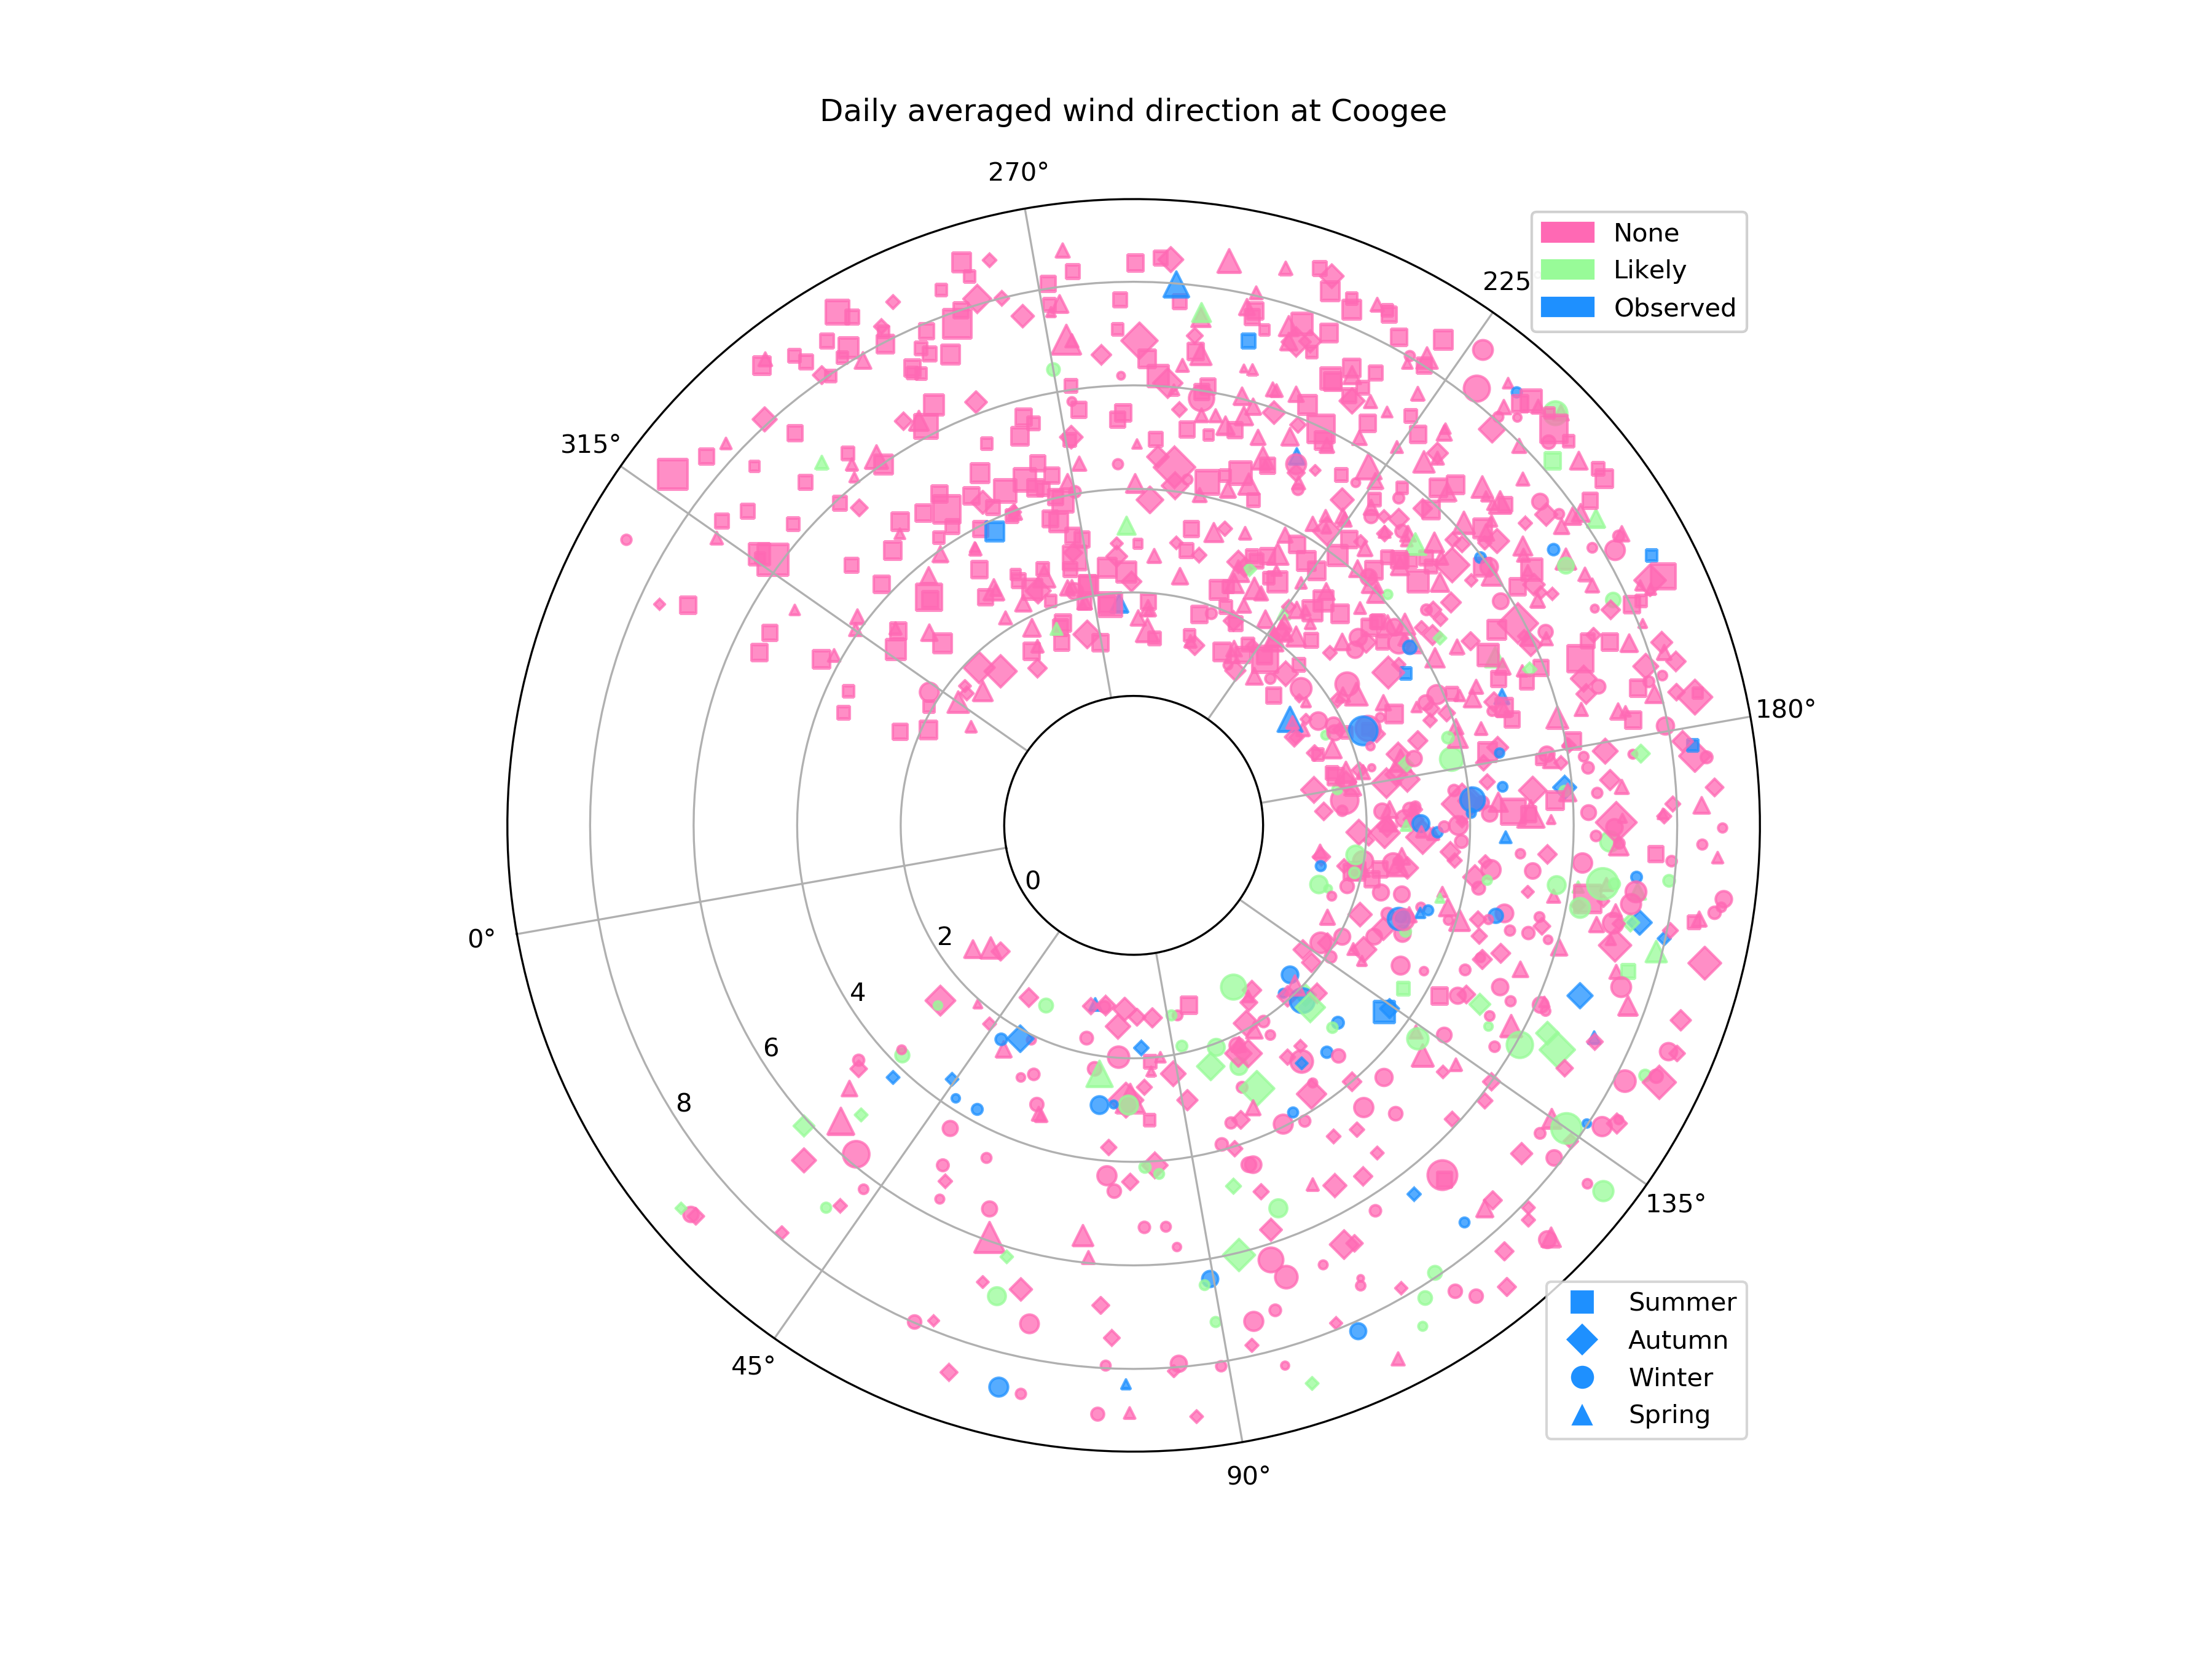 Daily averaged wind direction at Coogee
270°
225
None
Likely
Observed
315°
180°
0
0°
2
4
6
8
135°
Summer
Autumn
Winter
Spring
45°
90°